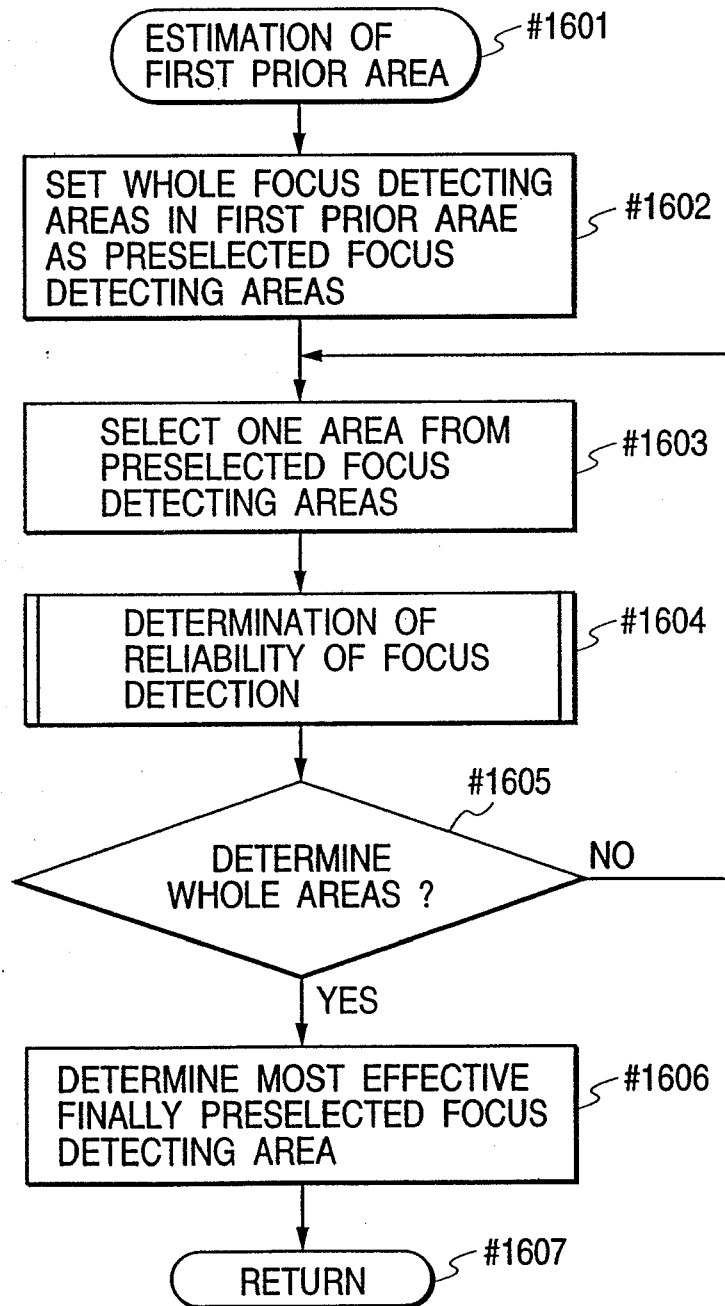 ESTIMATION OF
FIRST PRIOR AREA
#1601
SET WHOLE FOCUS DETECTING
AREAS IN FIRST PRIOR ARAE
AS PRESELECTED FOCUS
DETECTING AREAS
#1602
SELECT ONE AREA FROM
PRESELECTED FOCUS
DETECTING AREAS
#1603
DETERMINATION OF
RELIABILITY OF FOCUS
DETECTION
#1604
#1605
DETERMINE
WHOLE AREAS ?
NO
YES
DETERMINE MOST EFFECTIVE
FINALLY PRESELECTED FOCUS
DETECTING AREA
#1606
RETURN
#1607